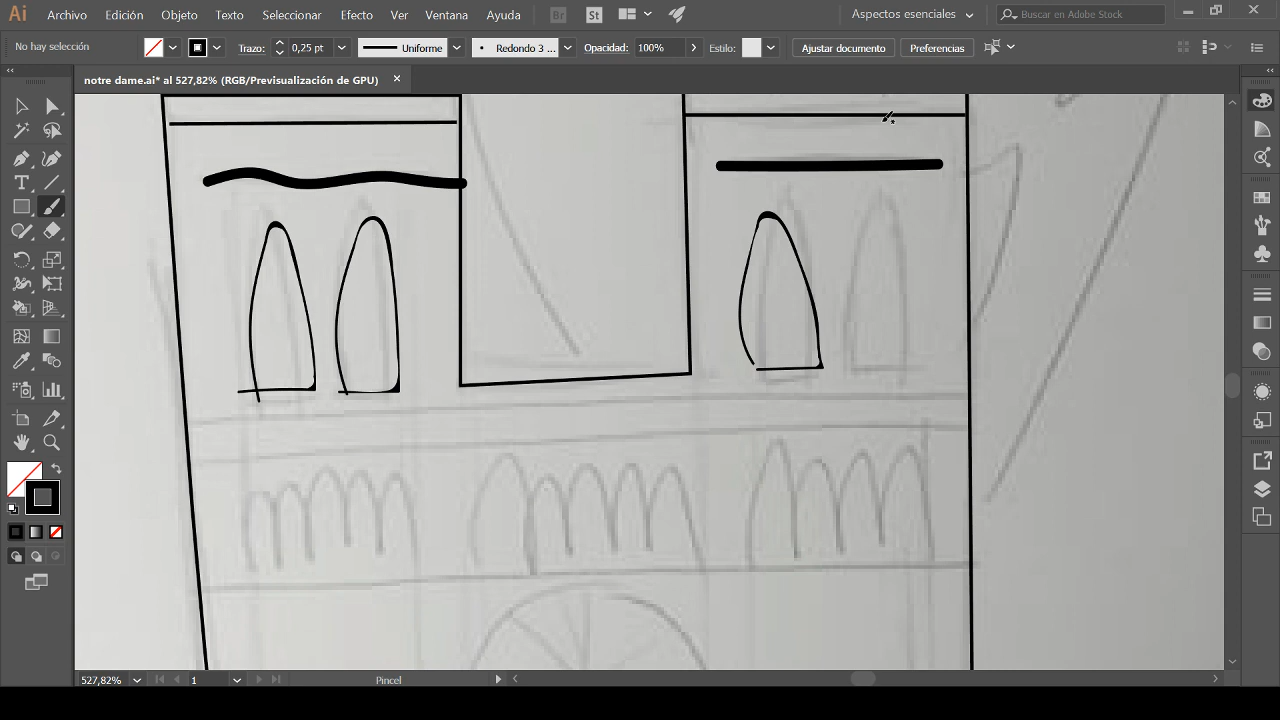 Ai Archivo Edición Objeto Texto Seleccionar Efecto Ver Ventana Ayuda Br St Aspectos esenciales Buscar en Adobe Stock
No hay selección Trazo: 0,25 pt Uniforme Redondo 3 ... Opacidad: 100% Estilo: Ajustar documento Preferencias
notre dame.ai* al 527,82% (RGB/Previsualización de GPU)
527,82% 1 Pincel